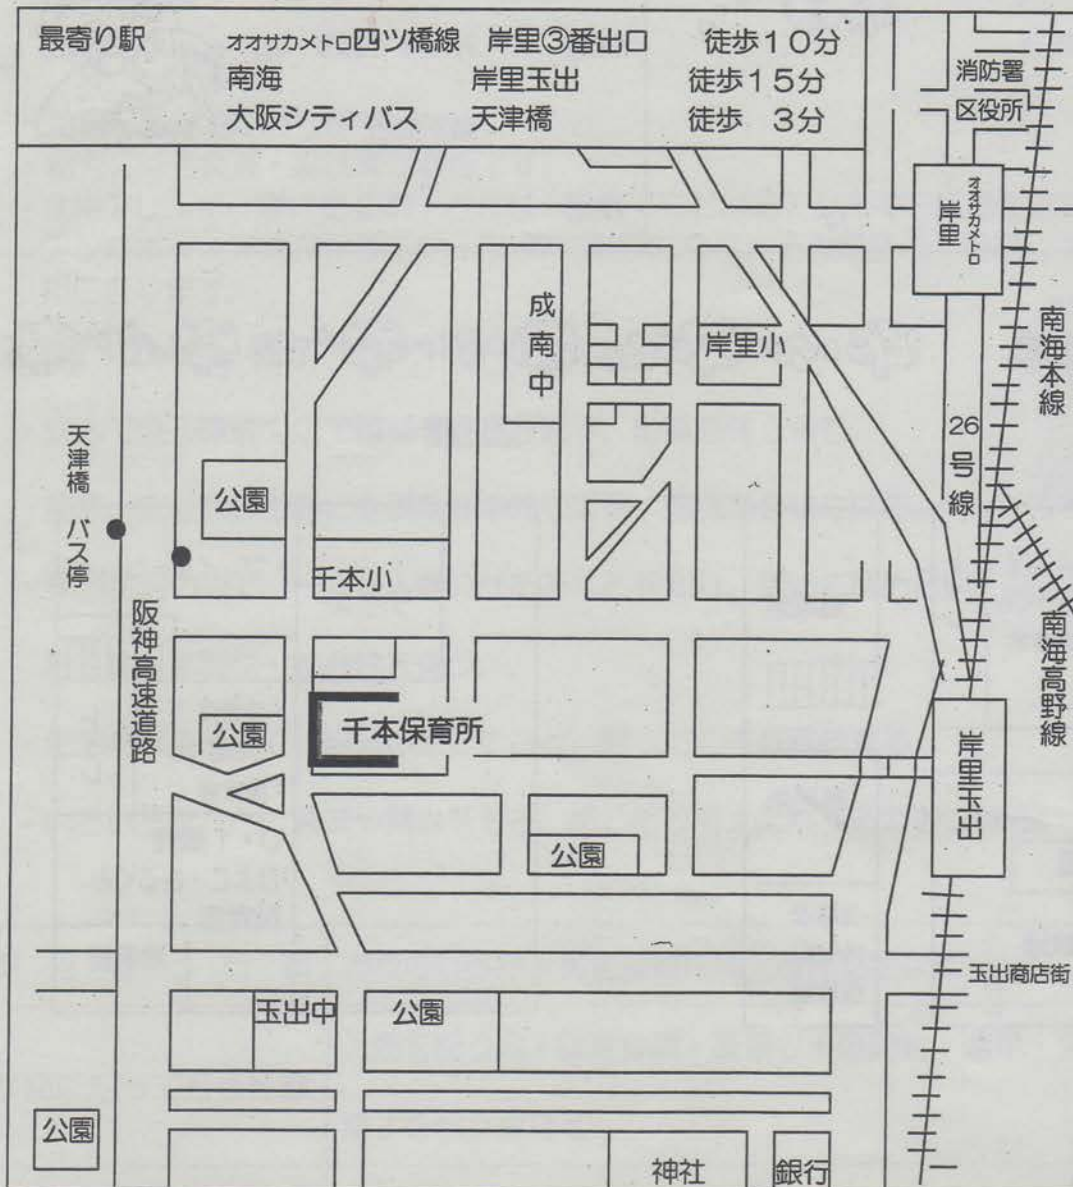 最寄り駅 オオサカメトロ四ツ橋線 岸里③番出口 徒歩10分
南海 岸里玉出 徒歩15分
大阪シティバス 天津橋 徒歩 3分
消防署
区役所
オオサカメトロ
岸里
成南中
岸里小
南海本線
26号線
天津橋 バス停
公園
千本小
阪神高速道路
南海高野線
公園
千本保育所
岸里玉出
公園
玉出商店街
玉出中
公園
公園
神社
銀行